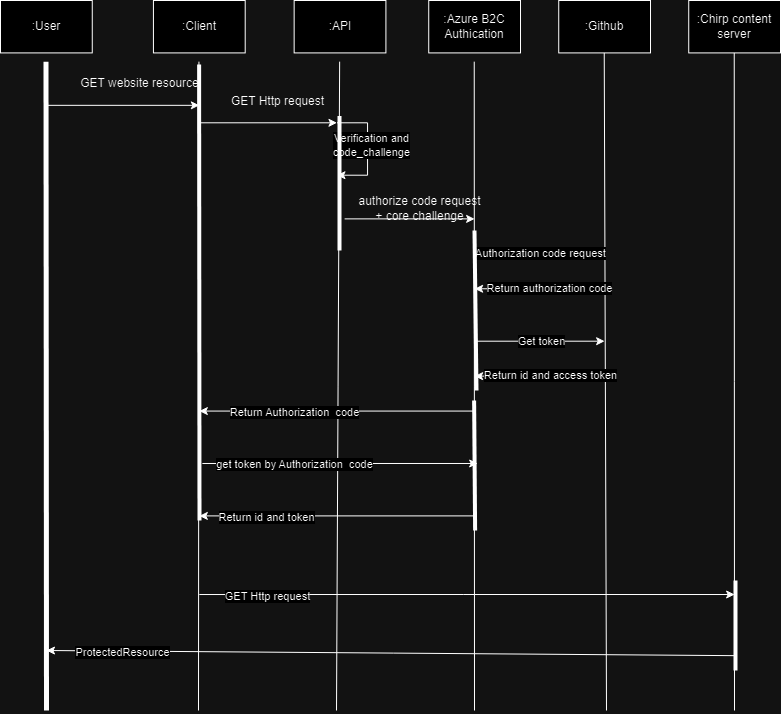 :User
:Client
:API
:Azure B2C
Authication
:Github
:Chirp content
server
GET website resource
GET Http request
Verification and
code_challenge
authorize code request
+ core challenge
Authorization code request
Return authorization code
Get token
Return id and access token
Return Authorization code
get token by Authorization code
Return id and token
GET Http request
ProtectedResource